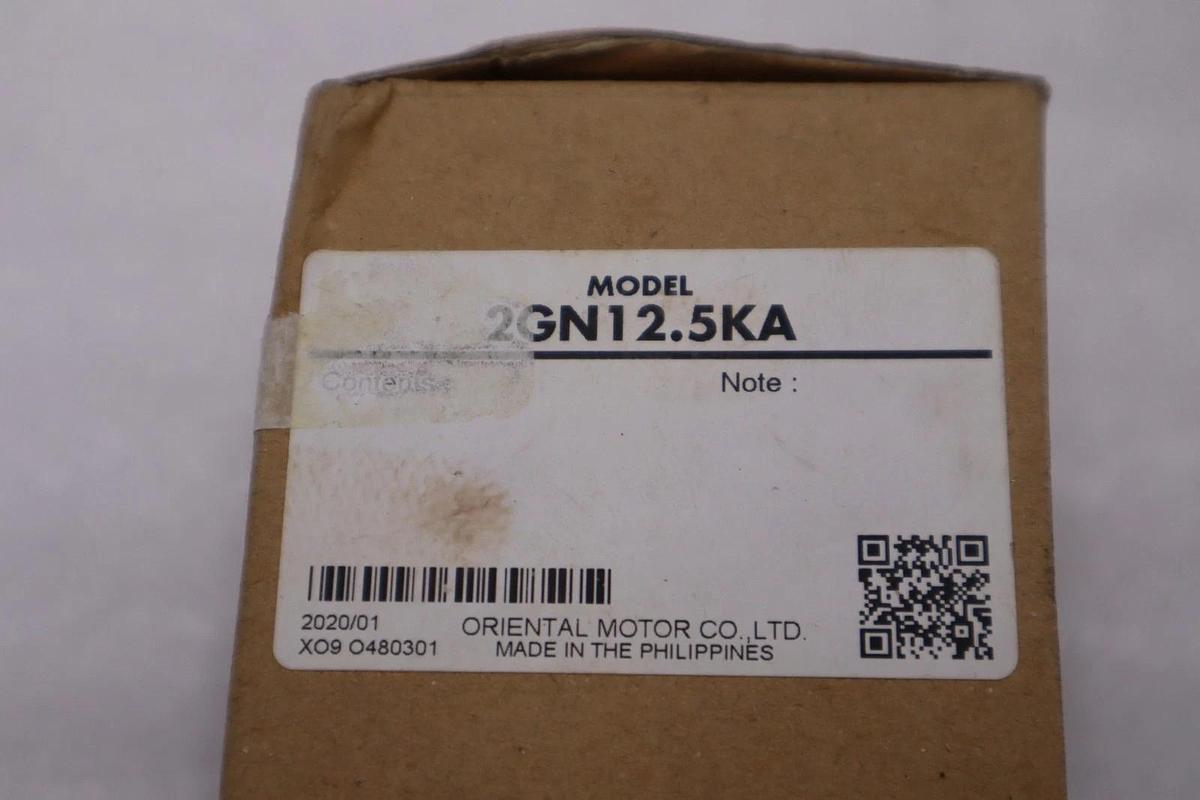 MODEL
2GN12.5KA
Contents :
Note :
2020/01
XO9 O480301
ORIENTAL MOTOR CO.,LTD.
MADE IN THE PHILIPPINES